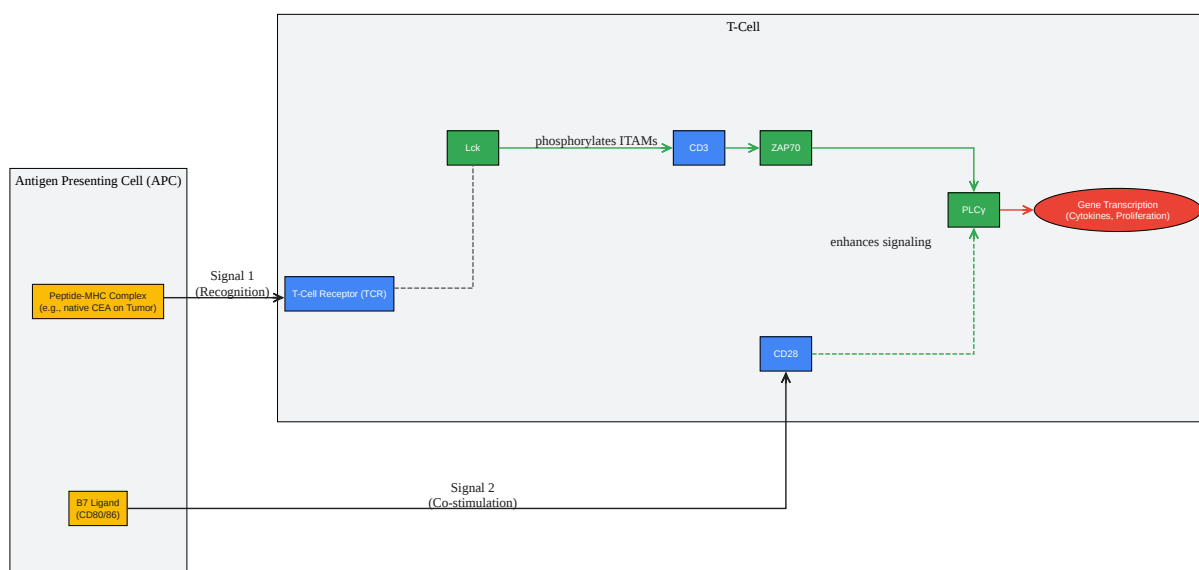 T-Cell
Lck
phosphorylates ITAMs
CD3
ZAP70
Antigen Presenting Cell (APC)
PLCγ
Gene Transcription
(Cytokines, Proliferation)
enhances signaling
Signal 1
(Recognition)
Peptide-MHC Complex
(e.g., native CEA on Tumor)
T-Cell Receptor (TCR)
CD28
Signal 2
(Co-stimulation)
B7 Ligand
(CD80/86)